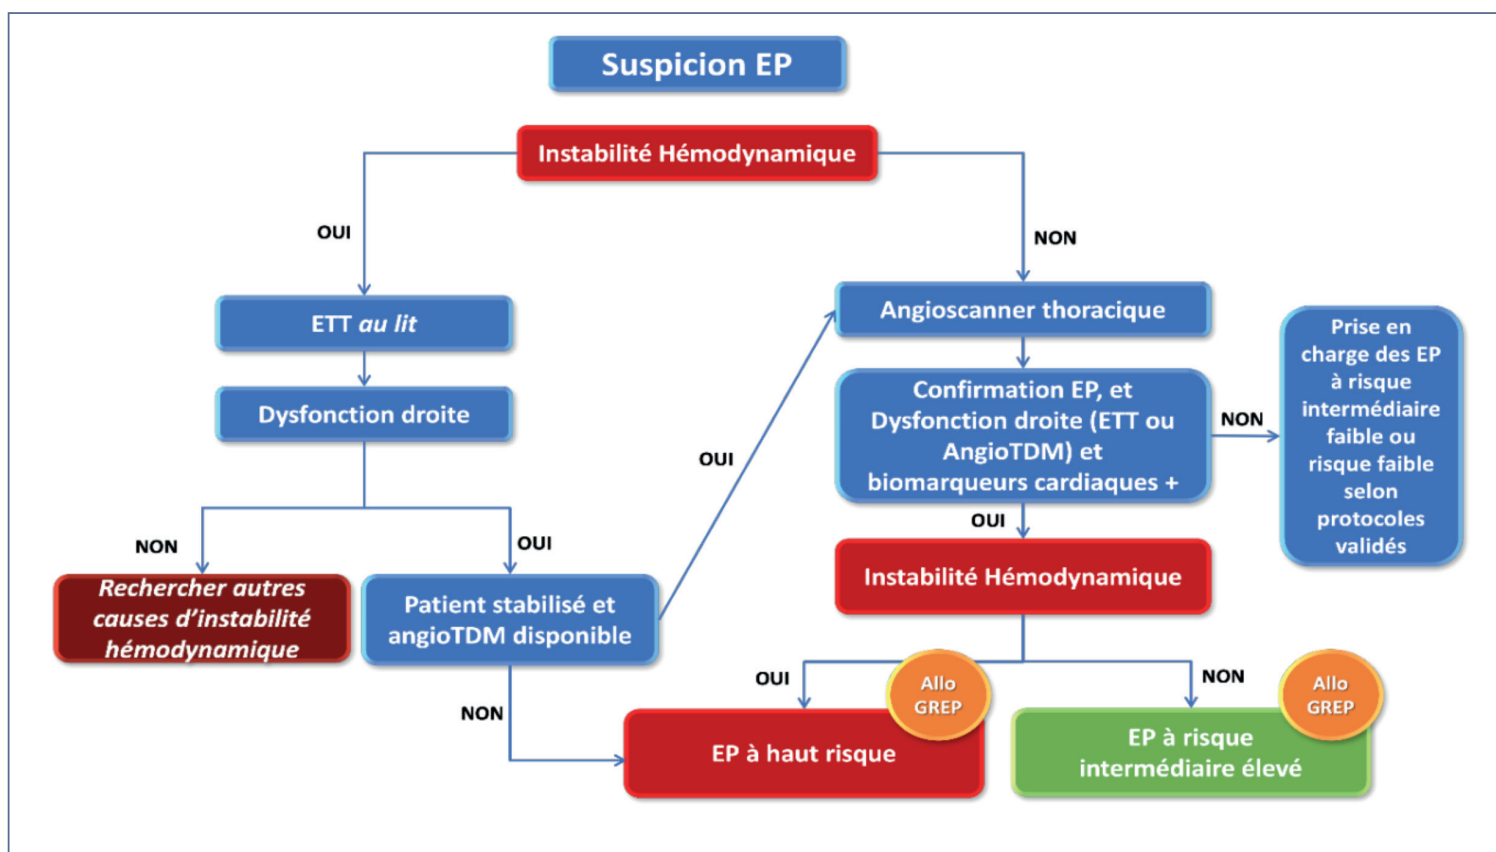 Suspicion EP
Instabilité Hémodynamique
OUI
NON
ETT au lit
Dysfonction droite
NON
OUI
Rechercher autres
causes d'instabilité
hémodynamique
Patient stabilisé et
angioTDM disponible
OUI
NON
Angioscanner thoracique
Confirmation EP, et
Dysfonction droite (ETT ou
AngioTDM) et
biomarqueurs cardiaques +
NON
Prise en
charge des EP
à risque
intermédiaire
faible ou
risque faible
selon
protocoles
validés
OUI
Instabilité Hémodynamique
OUI
NON
Allo
GREP
EP à haut risque
Allo
GREP
EP à risque
intermédiaire élevé